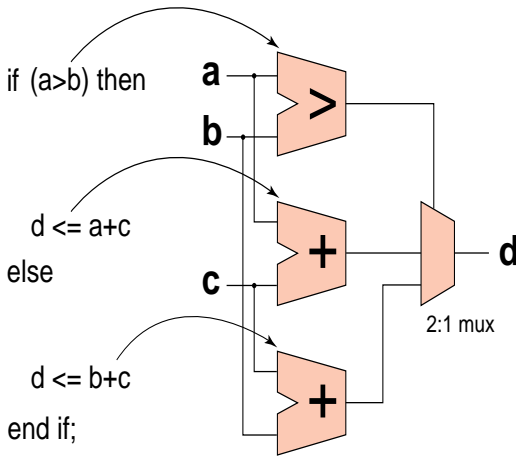 if (a>b) then
a
>
b
d <= a+c
+
d
else
c
2:1 mux
d <= b+c
+
end if;